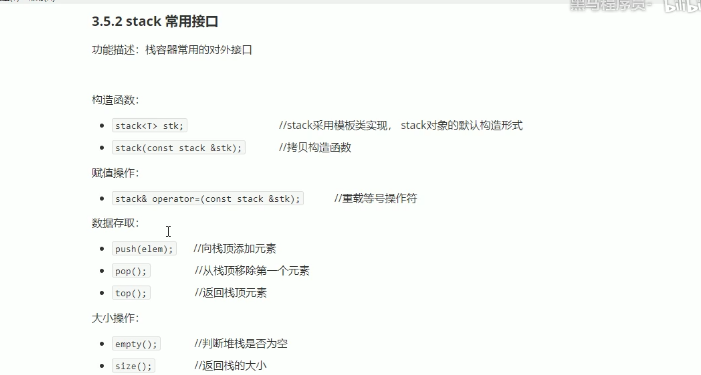 黑马程序员- bilibili
3.5.2 stack 常用接口
功能描述：栈容器常用的对外接口
构造函数：
stack<T> stk; //stack采用模板类实现， stack对象的默认构造形式
stack(const stack &stk); //拷贝构造函数
赋值操作：
stack& operator=(const stack &stk); //重载等号操作符
数据存取：
push(elem); //向栈顶添加元素
pop(); //从栈顶移除第一个元素
top(); //返回栈顶元素
大小操作：
empty(); //判断堆栈是否为空
size(); //返回栈的大小